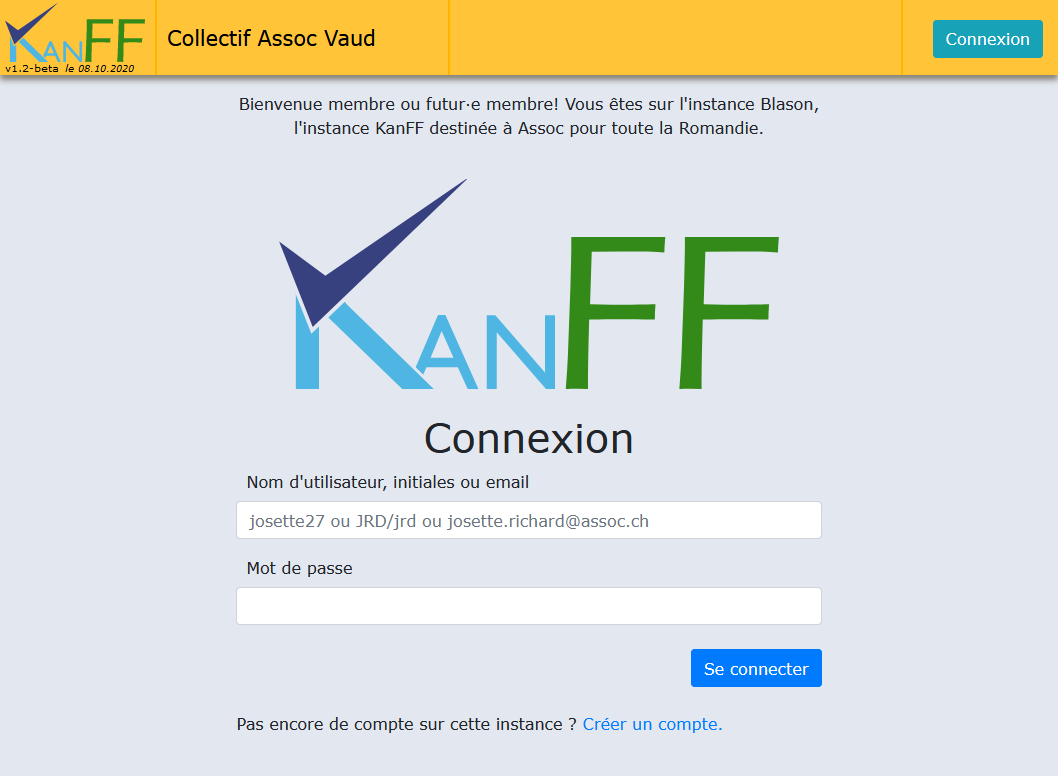 KANFF
v1.2-beta le 08.10.2020
Collectif Assoc Vaud
Connexion
Bienvenue membre ou futur·e membre! Vous êtes sur l'instance Blason,
l'instance KanFF destinée à Assoc pour toute la Romandie.
KANFF
Connexion
Nom d'utilisateur, initiales ou email
josette27 ou JRD/jrd ou josette.richard@assoc.ch
Mot de passe
Se connecter
Pas encore de compte sur cette instance ? Créer un compte.